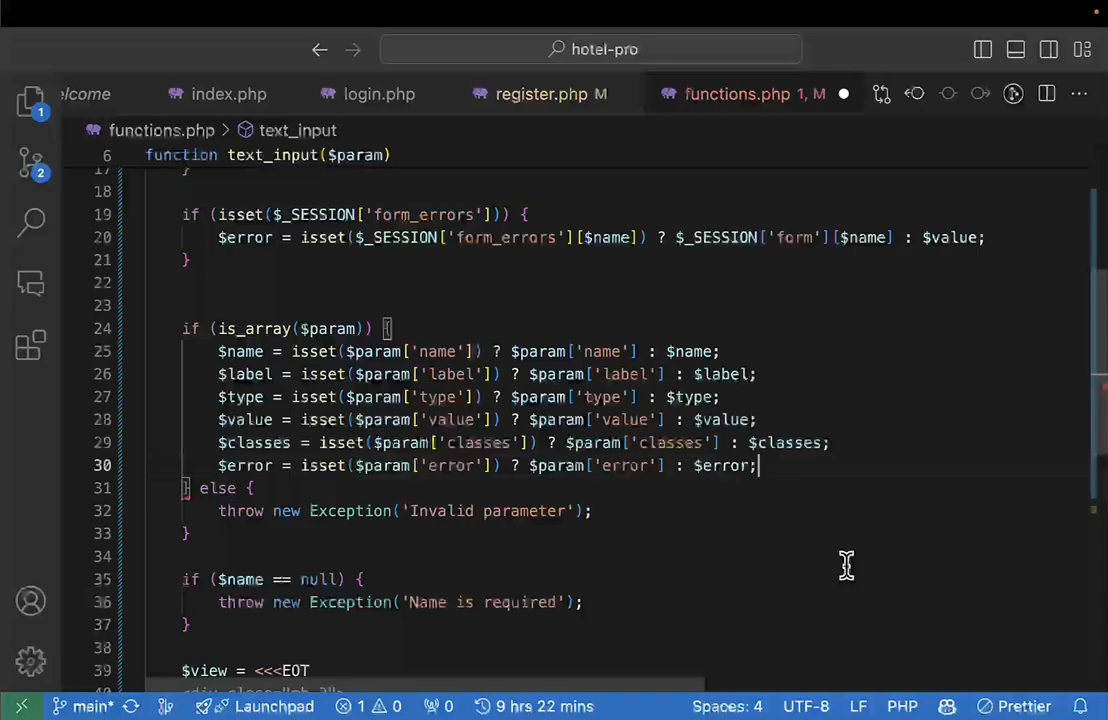 hotel-pro
elcome index.php login.php register.php M functions.php 1, M
functions.php > text_input
6 function text_input($param)
17 }
18
19 if (isset($_SESSION['form_errors'])) {
20 $error = isset($_SESSION['form_errors'][$name]) ? $_SESSION['form'][$name] : $value;
21 }
22
23
24 if (is_array($param)) {
25 $name = isset($param['name']) ? $param['name'] : $name;
26 $label = isset($param['label']) ? $param['label'] : $label;
27 $type = isset($param['type']) ? $param['type'] : $type;
28 $value = isset($param['value']) ? $param['value'] : $value;
29 $classes = isset($param['classes']) ? $param['classes'] : $classes;
30 $error = isset($param['error']) ? $param['error'] : $error;
31 } else {
32 throw new Exception('Invalid parameter');
33 }
34
35 if ($name == null) {
36 throw new Exception('Name is required');
37 }
38
39 $view = <<<EOT
40 <div class="mb-3">
1
2
main* Launchpad 1 0 0 9 hrs 22 mins Spaces: 4 UTF-8 LF PHP Prettier